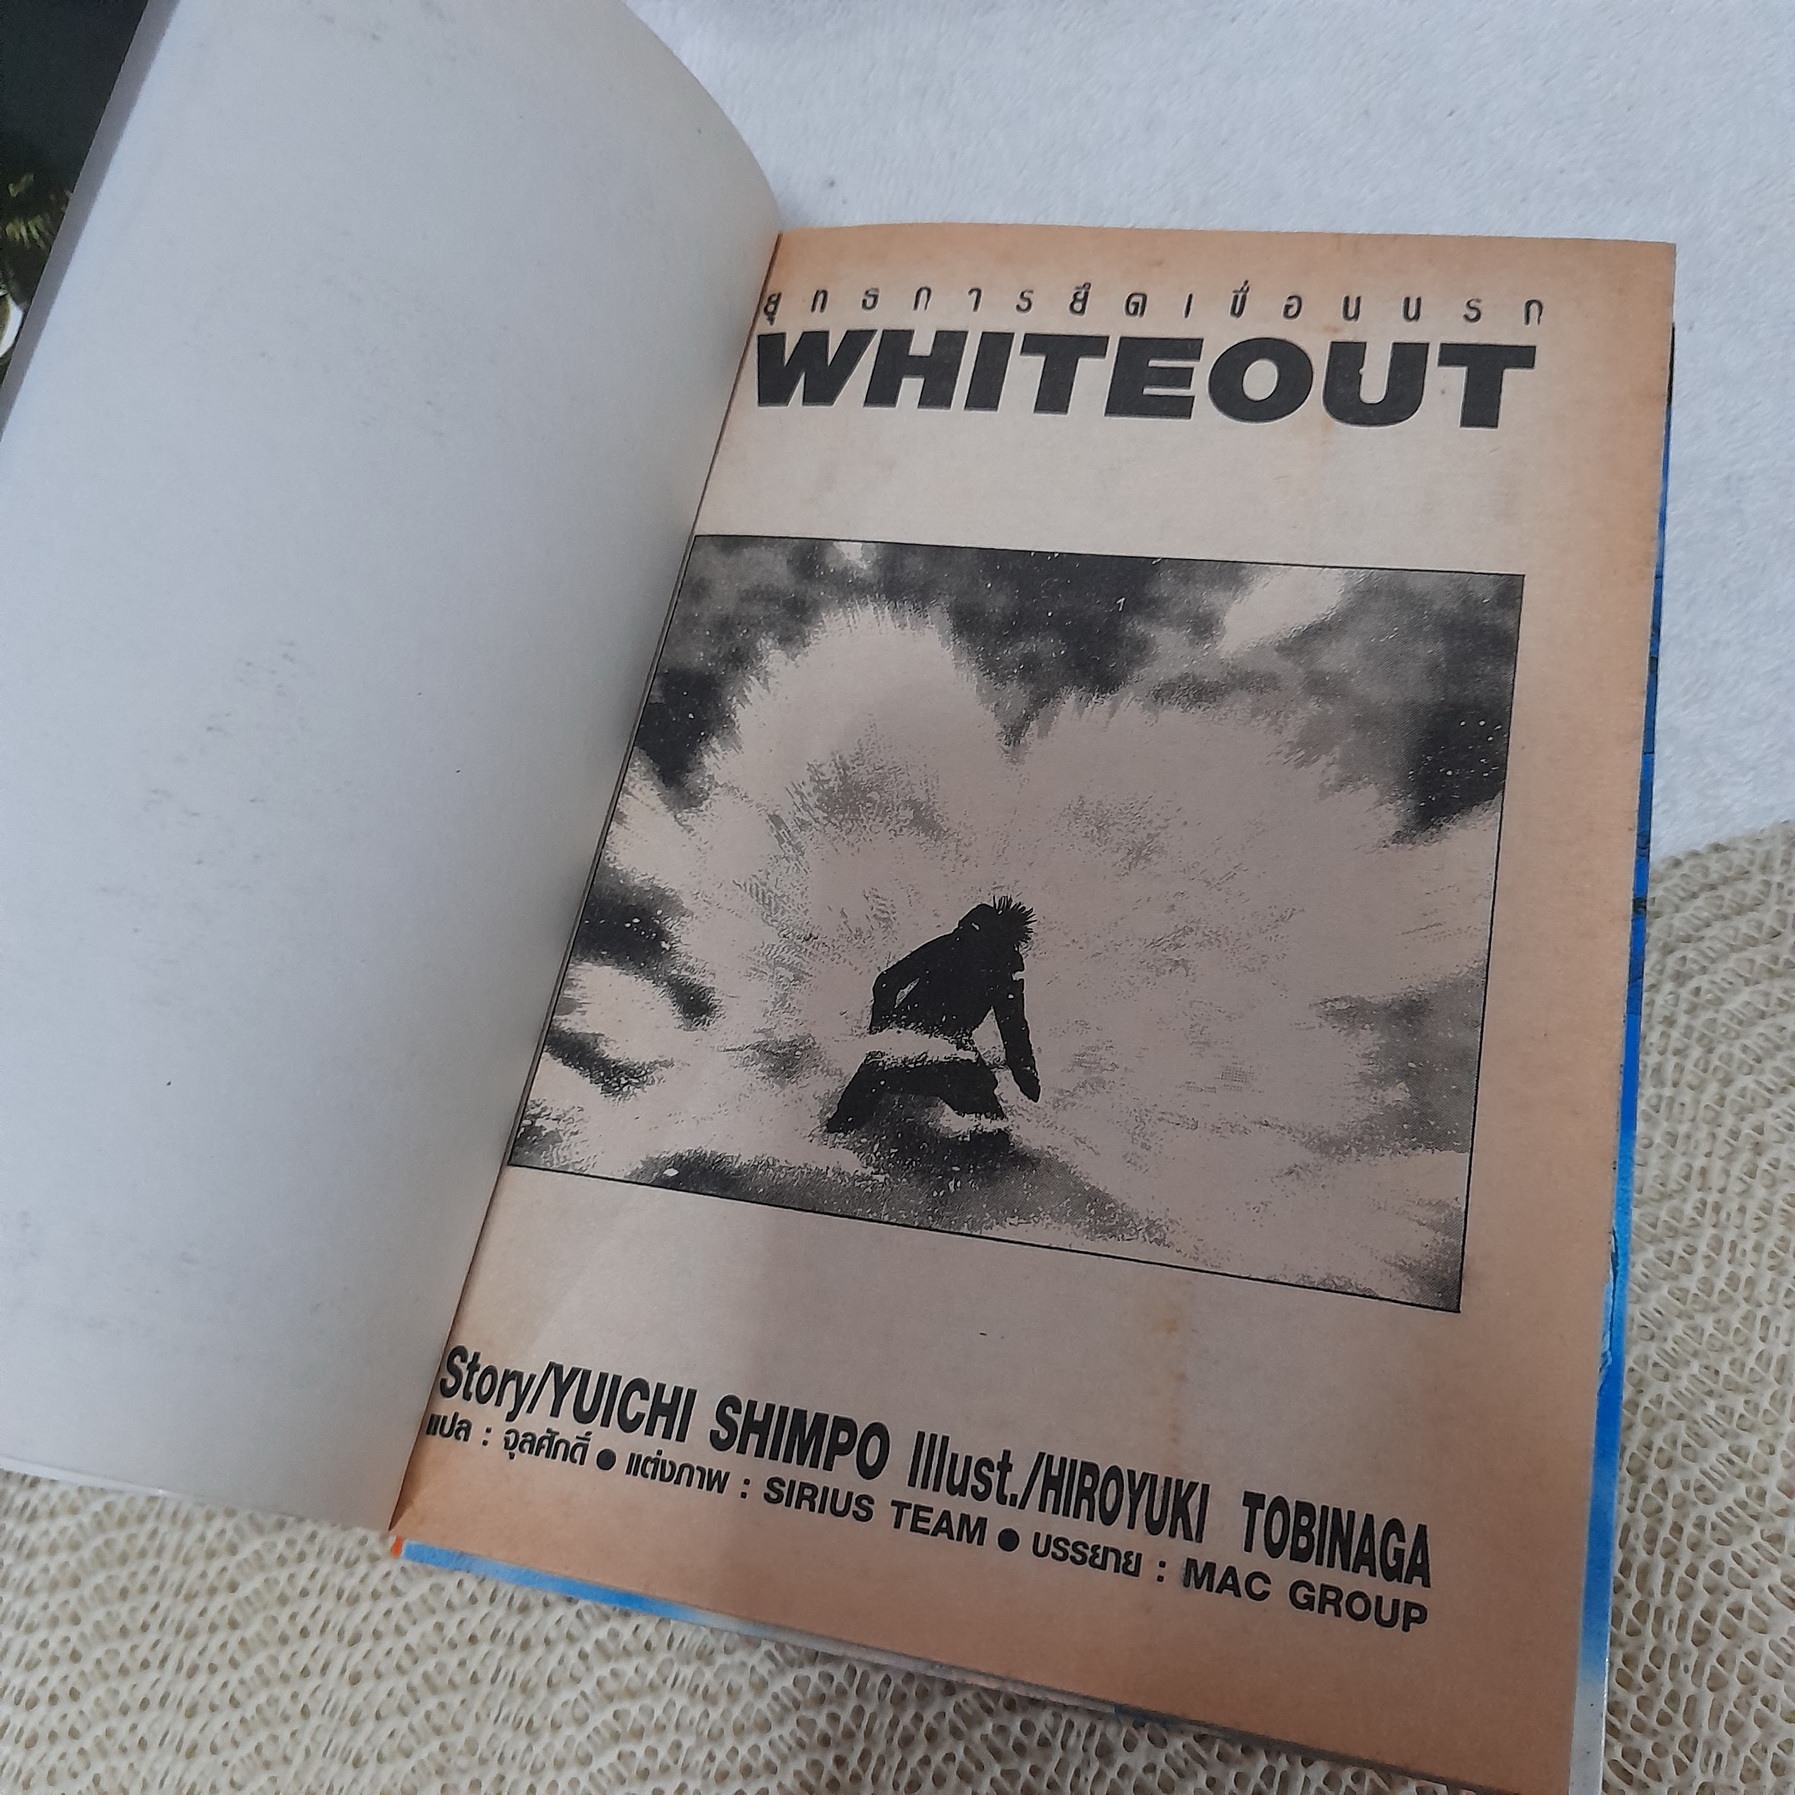 ยุทธการยึดเขื่อนนรก
WHITEOUT
Story/YUICHI SHIMPO Illust./HIROYUKI TOBINAGA
แปล : จุลศักดิ์ ● แต่งภาพ : SIRIUS TEAM ● บรรยาย : MAC GROUP